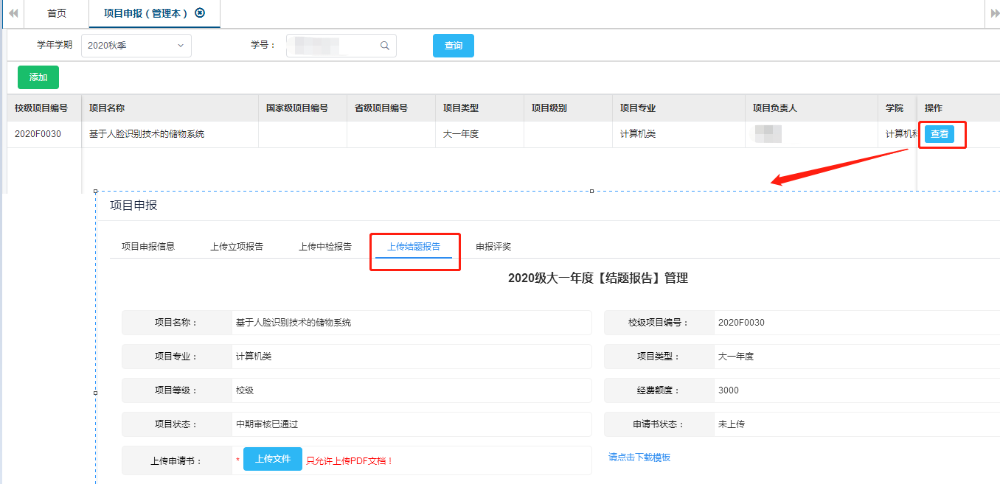 首页 项目申报（管理本）
学年学期 2020秋季 学号： 查询
添加
校级项目编号 项目名称 国家级项目编号 省级项目编号 项目类型 项目级别 项目专业 项目负责人 学院 操作
2020F0030 基于人脸识别技术的储物系统 大一年度 计算机类 计算机科 查看
项目申报
项目申报信息 上传立项报告 上传中检报告 上传结题报告 申报评奖
2020级大一年度【结题报告】管理
项目名称： 基于人脸识别技术的储物系统 校级项目编号： 2020F0030
项目专业： 计算机类 项目类型： 大一年度
项目等级： 校级 经费额度： 3000
项目状态： 中期审核已通过 申请书状态： 未上传
上传申请书： * 上传文件 只允许上传PDF文档！ 请点击下载模板